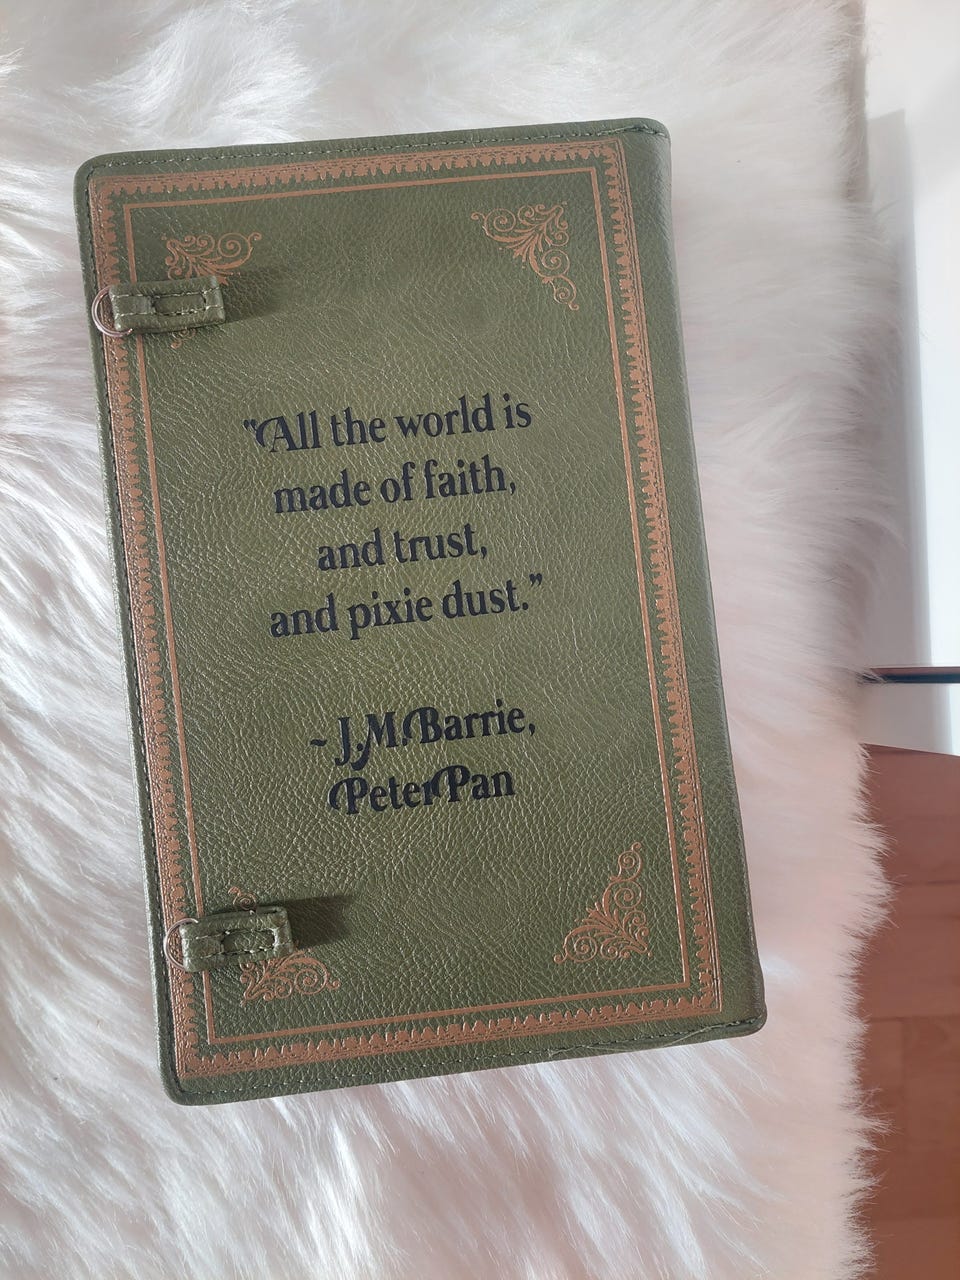 "All the world is
made of faith,
and trust,
and pixie dust."
~ J.M. Barrie,
Peter Pan